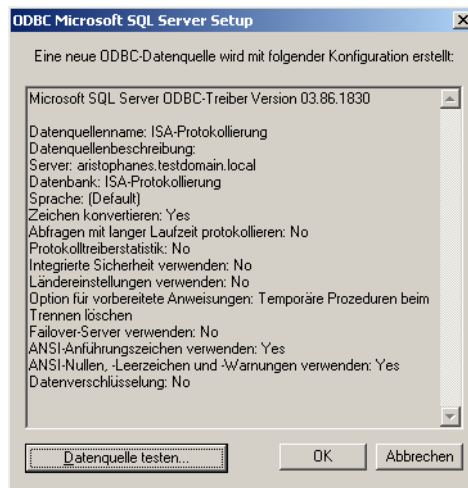 ODBC Microsoft SQL Server Setup
Eine neue ODBC-Datenquelle wird mit folgender Konfiguration erstellt:
Microsoft SQL Server ODBC-Treiber Version 03.86.1830
Datenquellenname: ISA-Protokollierung
Datenquellenbeschreibung:
Server: aristophanes.testdomain.local
Datenbank: ISA-Protokollierung
Sprache: (Default)
Zeichen konvertieren: Yes
Abfragen mit langer Laufzeit protokollieren: No
Protokolltreiberstatistik: No
Integrierte Sicherheit verwenden: No
Ländereinstellungen verwenden: No
Option für vorbereitete Anweisungen: Temporäre Prozeduren beim
Trennen löschen
Failover-Server verwenden: No
ANSI-Anführungszeichen verwenden: Yes
ANSI-Nullen, -Leerzeichen und -Warnungen verwenden: Yes
Datenverschlüsselung: No
Datenquelle testen... OK Abbrechen